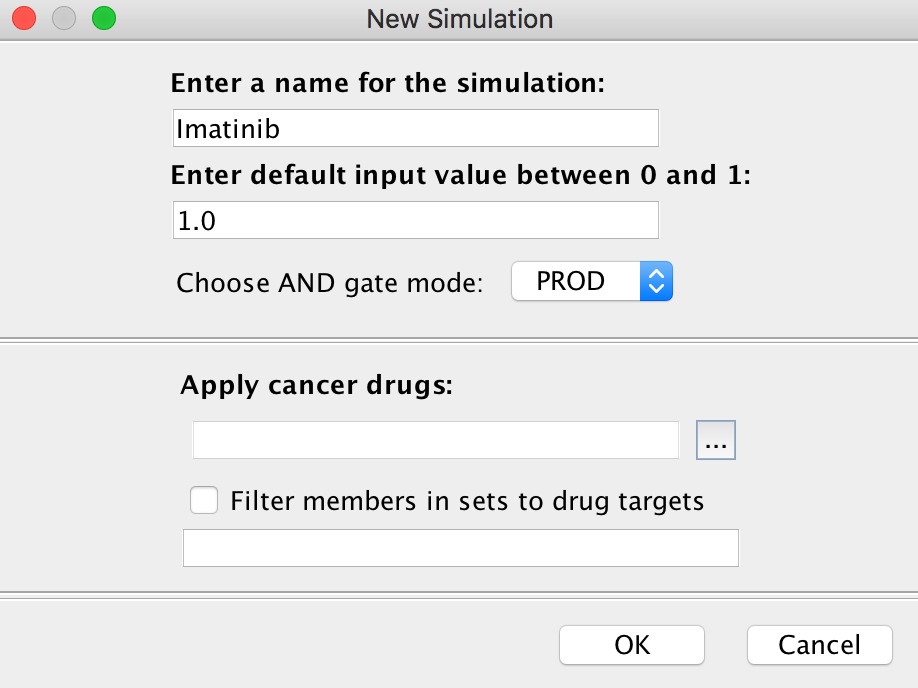 New Simulation
Enter a name for the simulation:
Imatinib
Enter default input value between 0 and 1:
1.0
Choose AND gate mode: PROD
Apply cancer drugs:
...
Filter members in sets to drug targets
OK Cancel